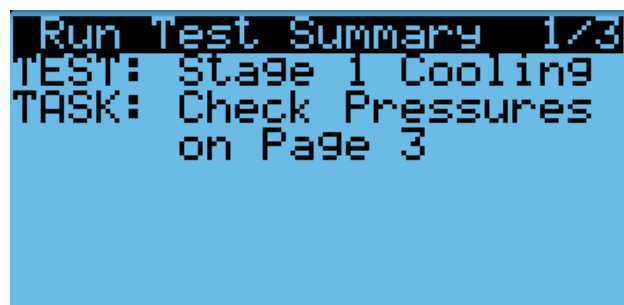 Run Test Summary 1/3
TEST: Stage 1 Cooling
TASK: Check Pressures
on Page 3